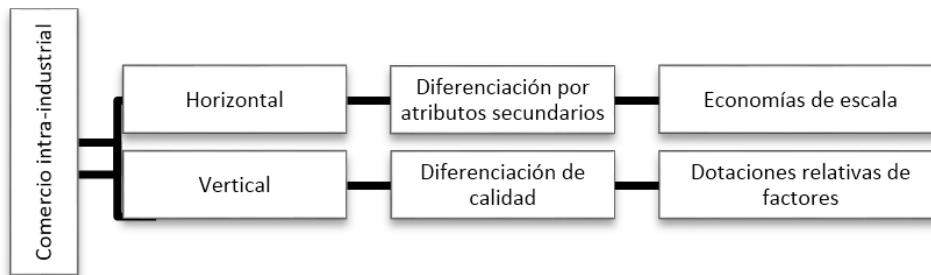 Comercio intra-industrial
Horizontal
Diferenciación por
atributos secundarios
Economías de escala
Vertical
Diferenciación de
calidad
Dotaciones relativas de
factores